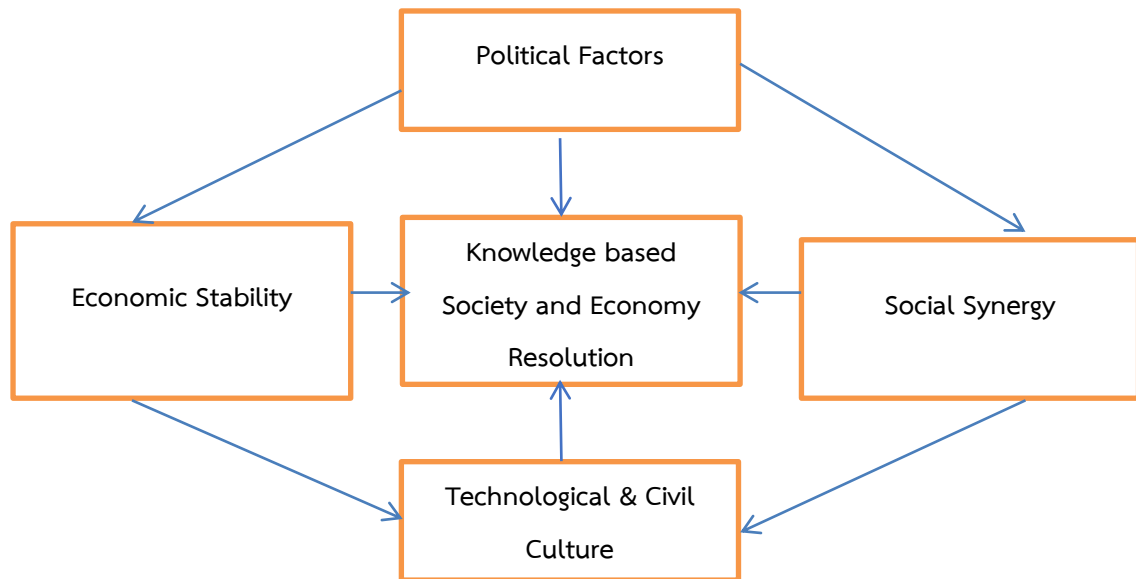 Political Factors
Economic Stability
Knowledge based
Society and Economy
Resolution
Social Synergy
Technological & Civil
Culture